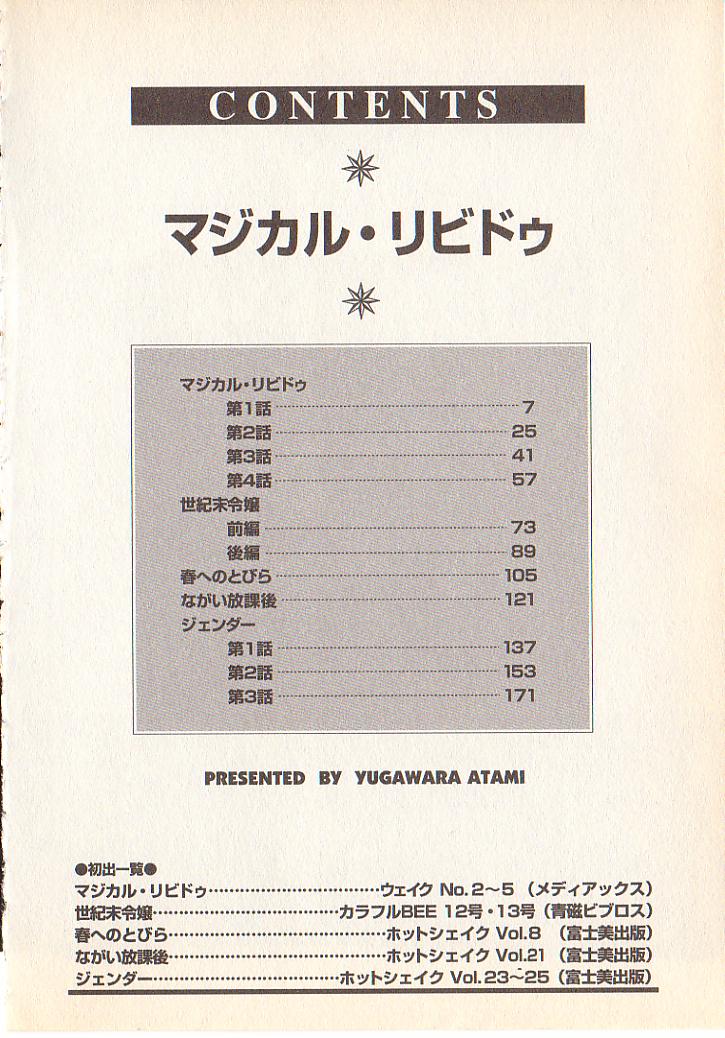 CONTENTS
マジカル・リビドゥ
マジカル・リビドゥ
第1話 7
第2話 25
第3話 41
第4話 57
世紀末令嬢
前編 73
後編 89
春へのとびら 105
ながい放課後 121
ジェンダー
第1話 137
第2話 153
第3話 171
PRESENTED BY YUGAWARA ATAMI
●初出一覧●
マジカル・リビドゥ……ウェイク No.2〜5（メディアックス）
世紀末令嬢……カラフルBEE 12号・13号（青磁ビブロス）
春へのとびら……ホットシェイク Vol.8 （富士美出版）
ながい放課後……ホットシェイク Vol.21（富士美出版）
ジェンダー……ホットシェイク Vol.23〜25（富士美出版）